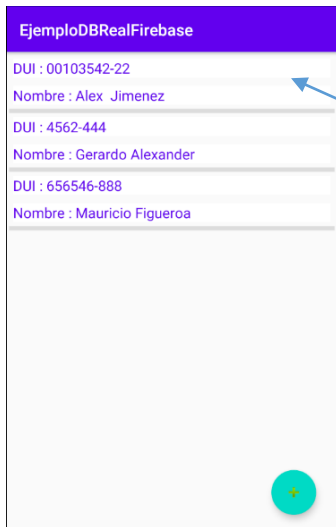 EjemploDBRealFirebase
DUI : 00103542-22
Nombre : Alex  Jimenez
DUI : 4562-444
Nombre : Gerardo Alexander
DUI : 656546-888
Nombre : Mauricio Figueroa
+